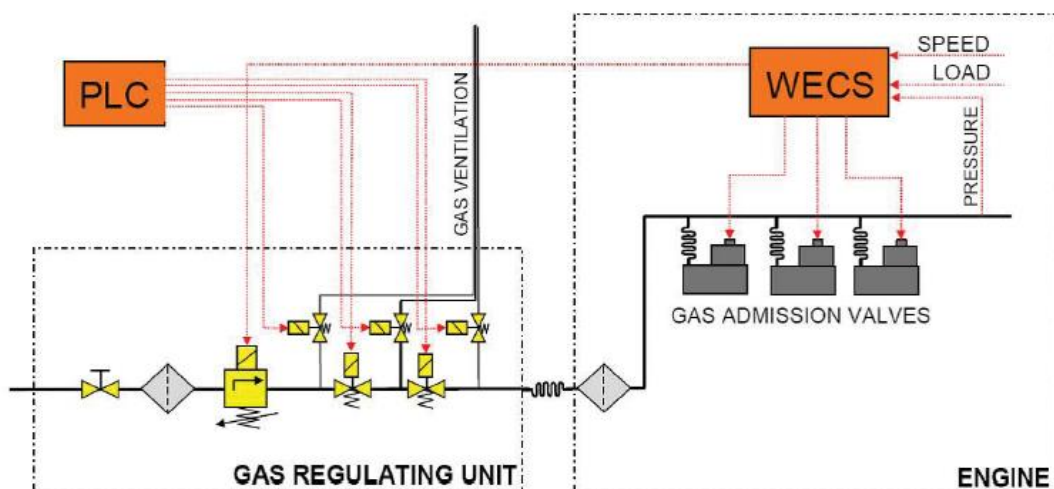 PLC
GAS VENTILATION
WECS
SPEED
LOAD
PRESSURE
GAS ADMISSION VALVES
GAS REGULATING UNIT
ENGINE